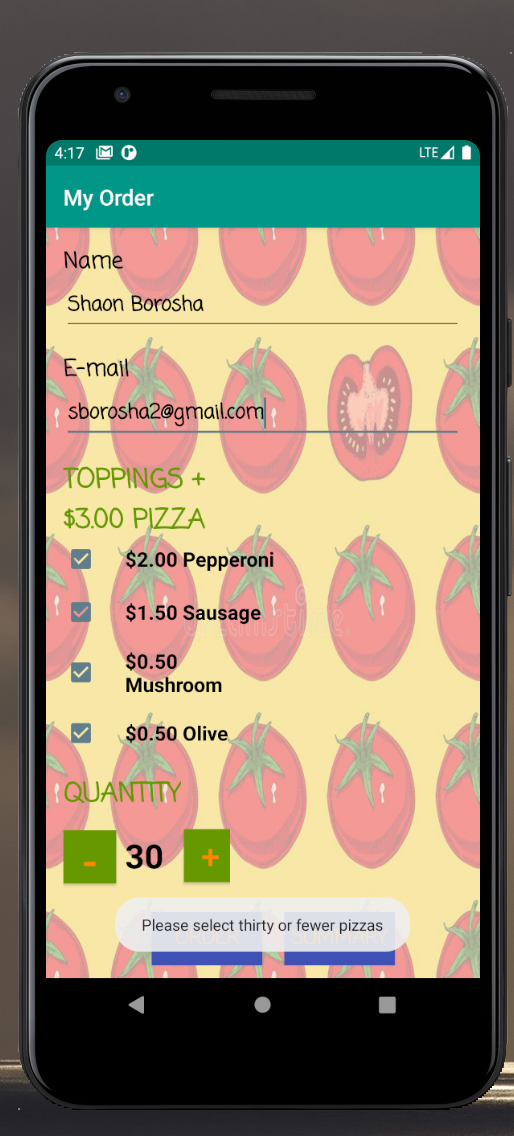 4:17 LTE
My Order
Name
Shaon Borosha
E-mail
sborosha2@gmail.com
TOPPINGS +
$3.00 PIZZA
$2.00 Pepperoni
$1.50 Sausage
dreamstime
$0.50
Mushroom
$0.50 Olive
QUANTITY
- 30 +
Please select thirty or fewer pizzas
ORDER SUMMARY